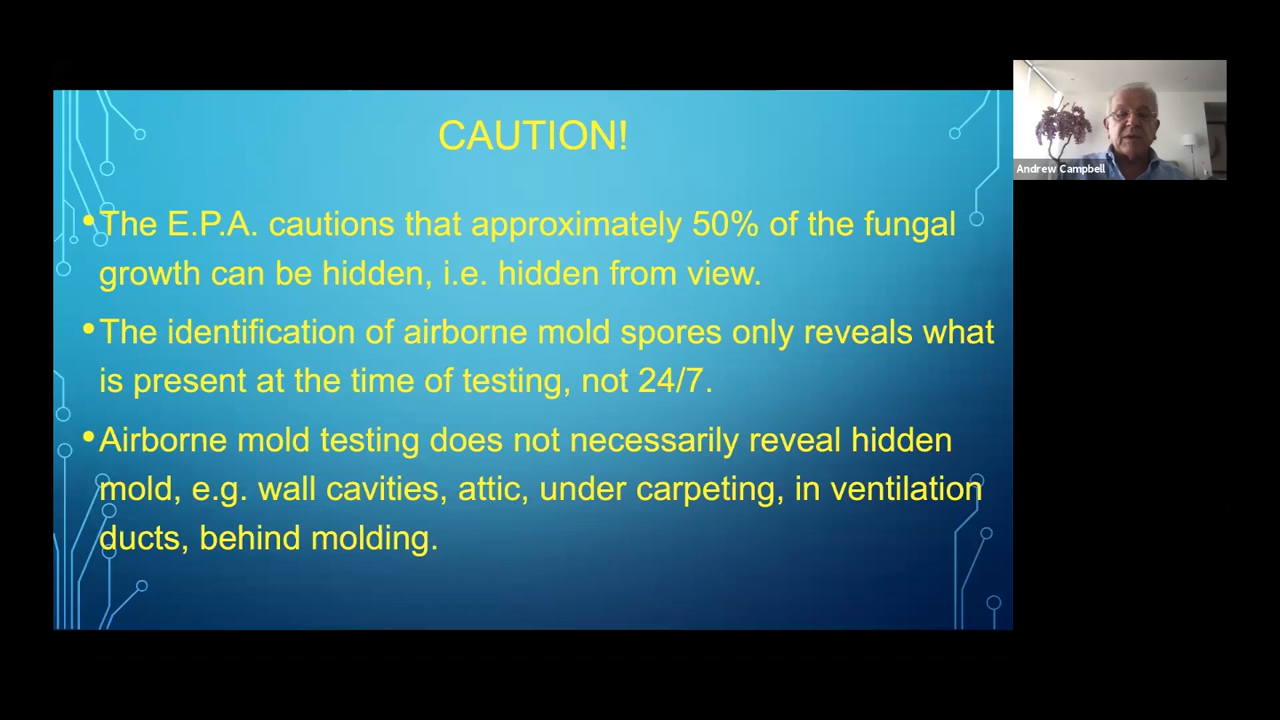 CAUTION!
•The E.P.A. cautions that approximately 50% of the fungal
growth can be hidden, i.e. hidden from view.
•The identification of airborne mold spores only reveals what
is present at the time of testing, not 24/7.
•Airborne mold testing does not necessarily reveal hidden
mold, e.g. wall cavities, attic, under carpeting, in ventilation
ducts, behind molding.
Andrew Campbell